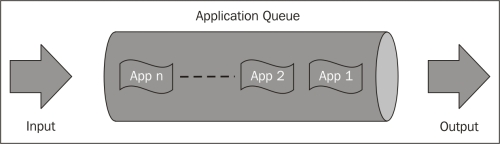 Application Queue
App n
App 2
App 1
Input
Output